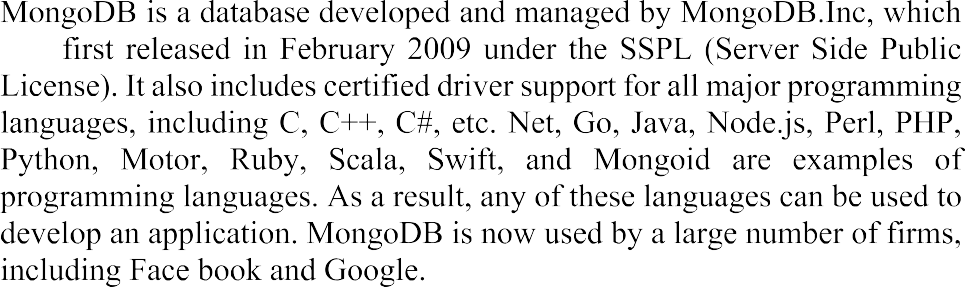 MongoDB is a database developed and managed by MongoDB.Inc, which
first released in February 2009 under the SSPL (Server Side Public
License). It also includes certified driver support for all major programming
languages, including C, C++, C#, etc. Net, Go, Java, Node.js, Perl, PHP,
Python, Motor, Ruby, Scala, Swift, and Mongoid are examples of
programming languages. As a result, any of these languages can be used to
develop an application. MongoDB is now used by a large number of firms,
including Face book and Google.